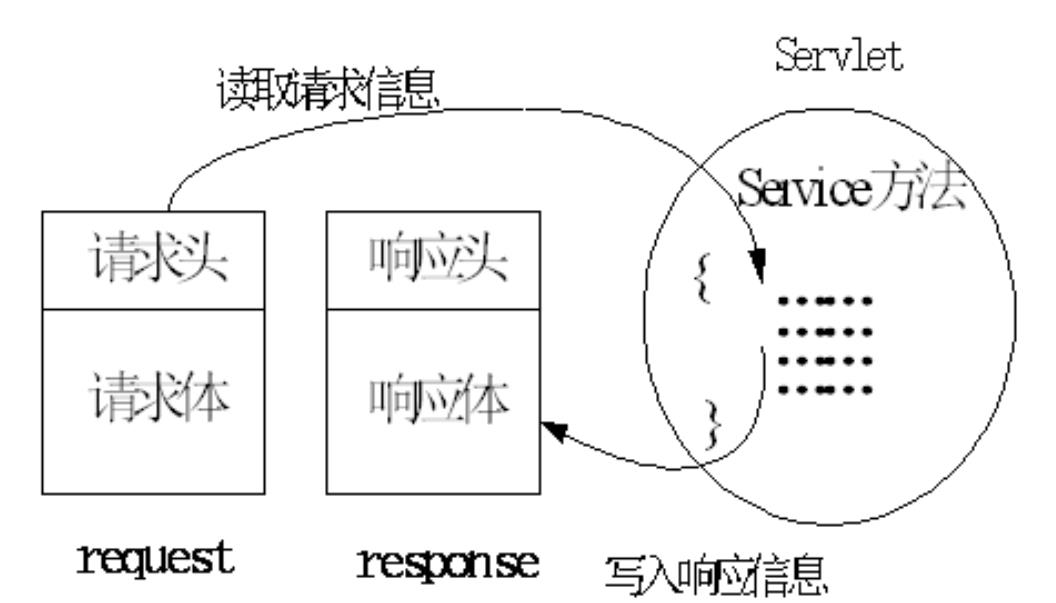 Servlet
读取请求信息
Service方法
请求头
响应头
{
请求体
响应体
}
request
response
写入响应信息